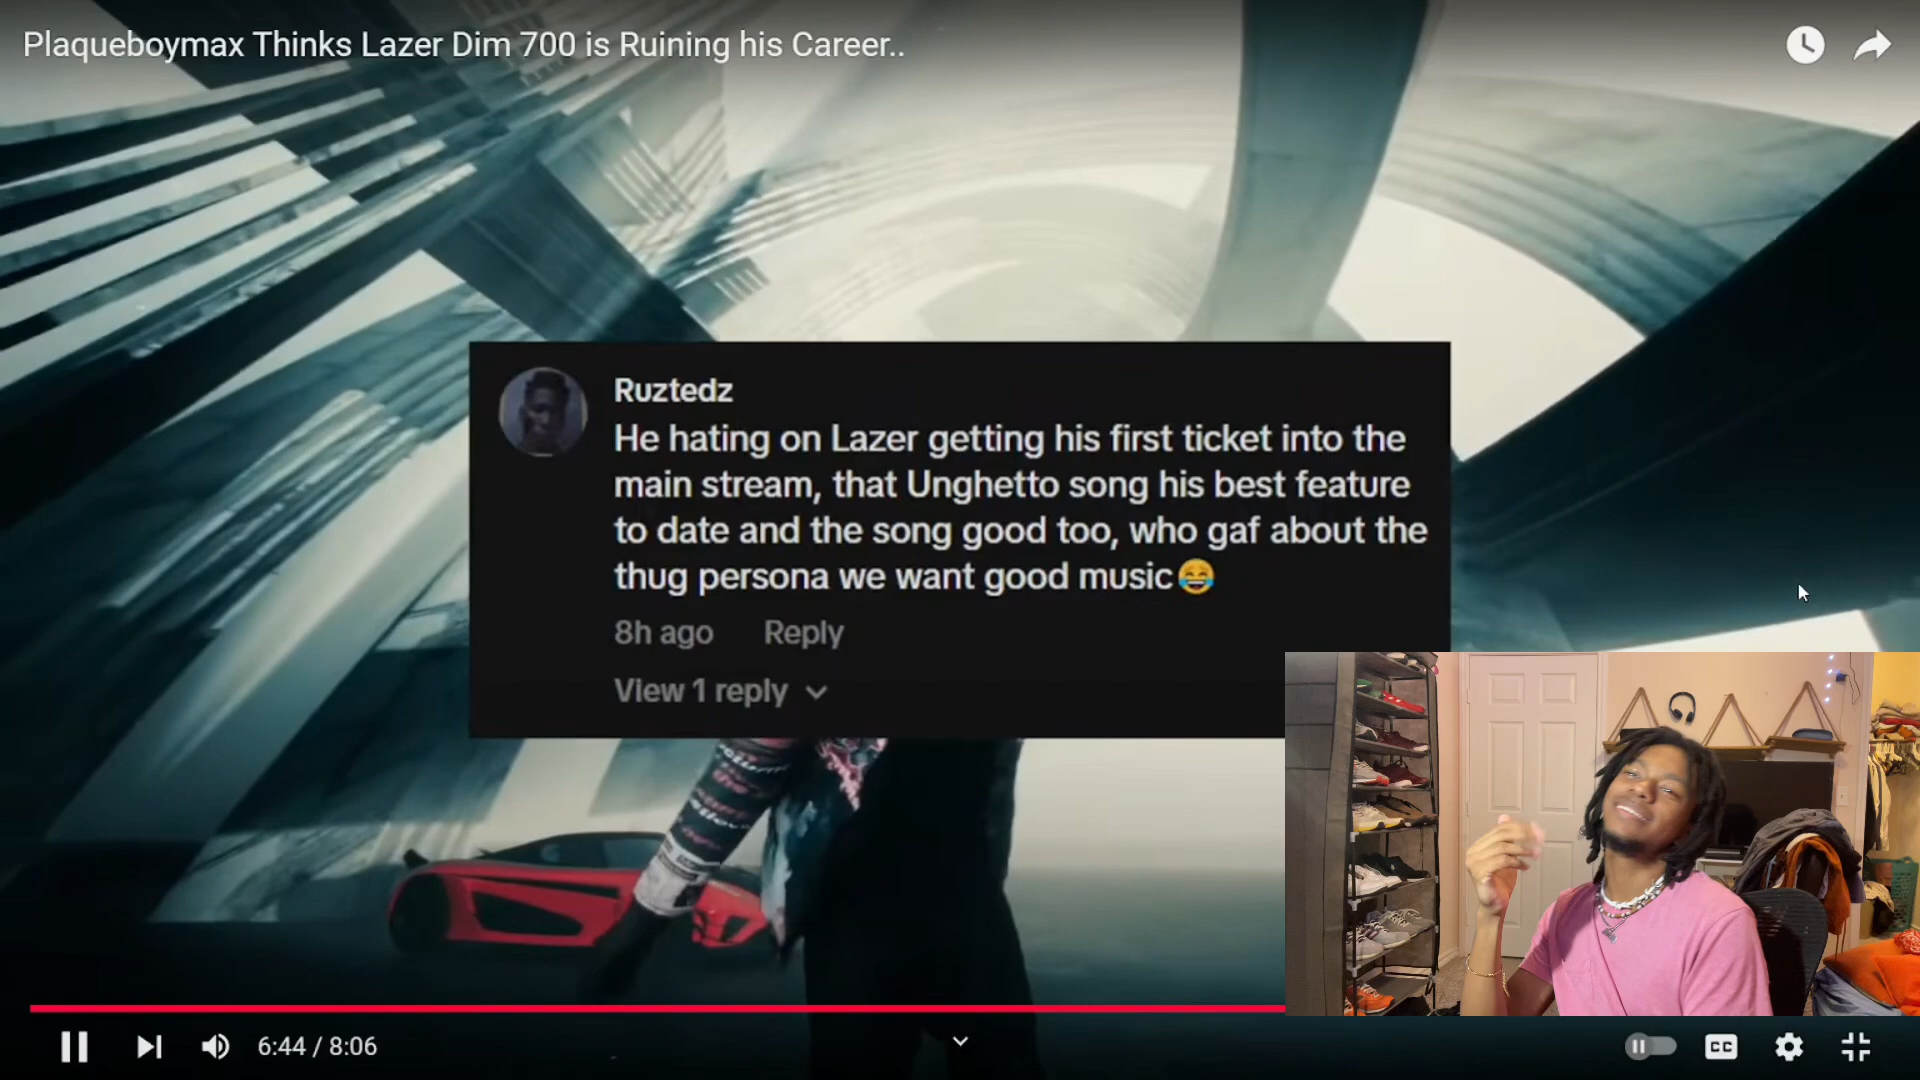 Plaqueboymax Thinks Lazer Dim 700 is Ruining his Career..
Ruztedz
He hating on Lazer getting his first ticket into the
main stream, that Unghetto song his best feature
to date and the song good too, who gaf about the
thug persona we want good music😂
8h ago Reply
View 1 reply
6:44 / 8:06
CC